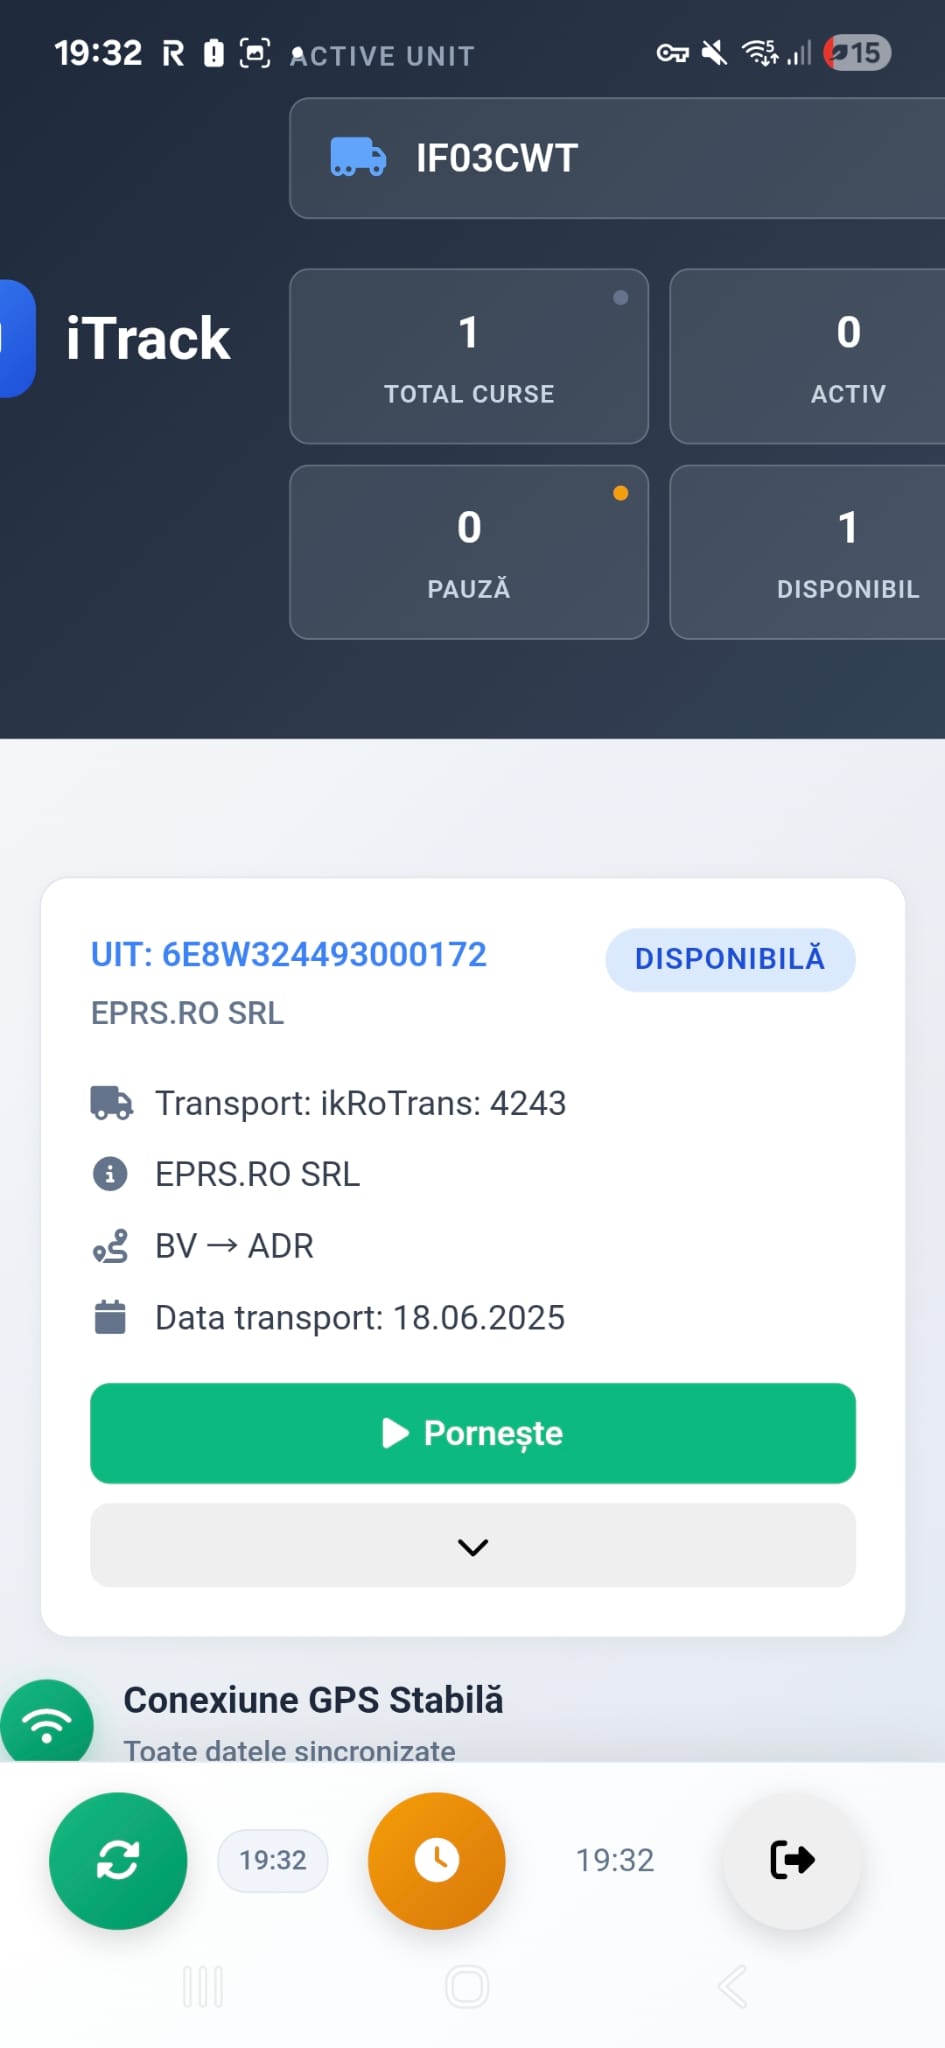 19:32
ACTIVE UNIT
5
15
IF03CWT
iTrack
1
TOTAL CURSE
0
ACTIV
0
PAUZĂ
1
DISPONIBIL
UIT: 6E8W324493000172
DISPONIBILĂ
EPRS.RO SRL
Transport: ikRoTrans: 4243
EPRS.RO SRL
BV → ADR
Data transport: 18.06.2025
Pornește
Conexiune GPS Stabilă
Toate datele sincronizate
19:32
19:32